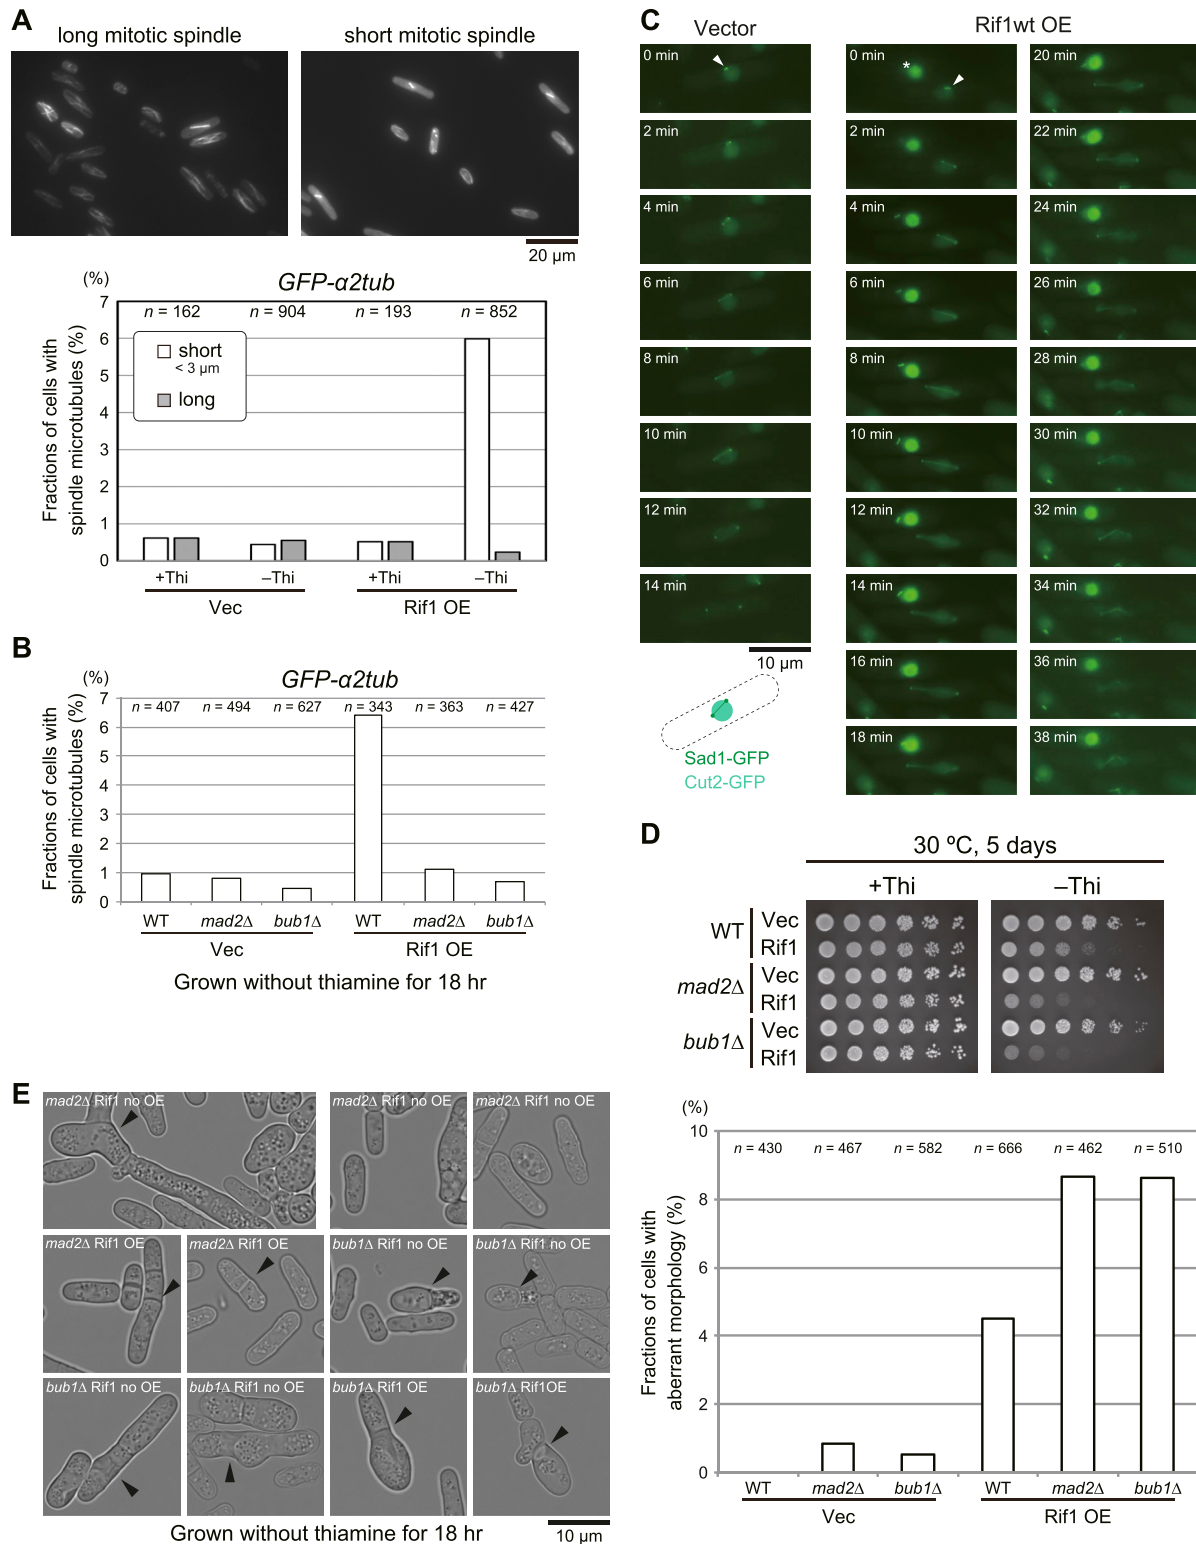 A
long mitotic spindle
short mitotic spindle
20 μm
(%)
GFP-α2tub
Fractions of cells with
spindle microtubules (%)
7
6
5
4
3
2
1
0
n = 162
n = 904
n = 193
n = 852
short
< 3 μm
long
+Thi
–Thi
+Thi
–Thi
Vec
Rif1 OE
B
(%)
GFP-α2tub
Fractions of cells with
spindle microtubules (%)
7
6
5
4
3
2
1
0
n = 407
n = 494
n = 627
n = 343
n = 363
n = 427
WT
mad2Δ
bub1Δ
WT
mad2Δ
bub1Δ
Vec
Rif1 OE
Grown without thiamine for 18 hr
C
Vector
Rif1wt OE
0 min
2 min
4 min
6 min
8 min
10 min
12 min
14 min
10 μm
Sad1-GFP
Cut2-GFP
0 min
*
2 min
4 min
6 min
8 min
10 min
12 min
14 min
16 min
18 min
20 min
22 min
24 min
26 min
28 min
30 min
32 min
34 min
36 min
38 min
D
30 ºC, 5 days
+Thi
–Thi
WT
Vec
Rif1
mad2Δ
Vec
Rif1
bub1Δ
Vec
Rif1
E
mad2Δ Rif1 no OE
mad2Δ Rif1 no OE
mad2Δ Rif1 no OE
mad2Δ Rif1 OE
mad2Δ Rif1 OE
bub1Δ Rif1 no OE
bub1Δ Rif1 no OE
bub1Δ Rif1 no OE
bub1Δ Rif1 no OE
bub1Δ Rif1 OE
bub1Δ Rif1OE
Grown without thiamine for 18 hr
10 μm
(%)
Fractions of cells with
aberrant morphology (%)
10
8
6
4
2
0
n = 430
n = 467
n = 582
n = 666
n = 462
n = 510
WT
mad2Δ
bub1Δ
WT
mad2Δ
bub1Δ
Vec
Rif1 OE